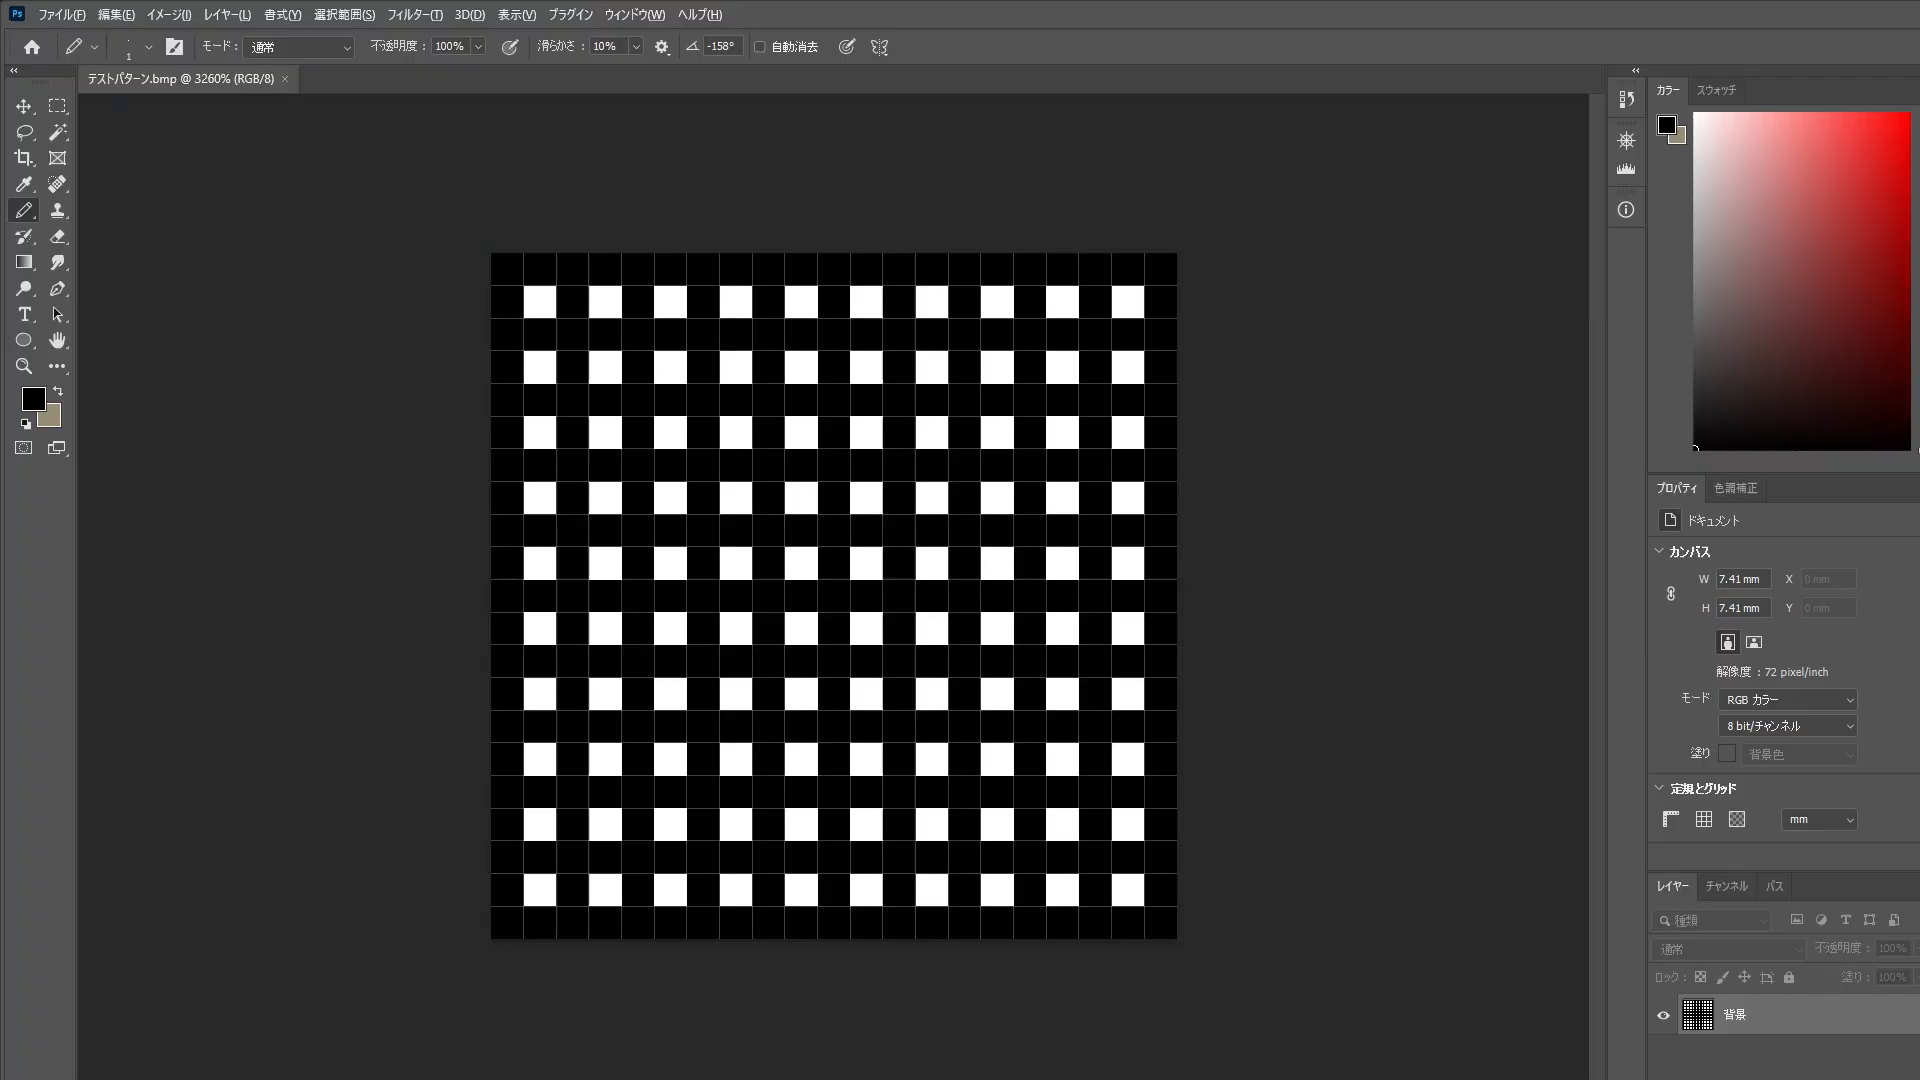 Ps ファイル(F) 編集(E) イメージ(I) レイヤー(L) 書式(Y) 選択範囲(S) フィルター(T) 3D(D) 表示(V) プラグイン ウィンドウ(W) ヘルプ(H)
1 モード: 通常 不透明度: 100% 滑らかさ: 10% -158° 自動消去
テストパターン.bmp @ 3260% (RGB/8) ×
カラー スウォッチ
プロパティ 色調補正
ドキュメント
カンバス
W 7.41 mm X 0 mm
H 7.41 mm Y 0 mm
解像度 : 72 pixel/inch
モード RGB カラー
8 bit/チャンネル
塗り 背景色
定規とグリッド
mm
レイヤー チャンネル パス
種類
通常 不透明度: 100%
ロック: 塗り: 100%
背景